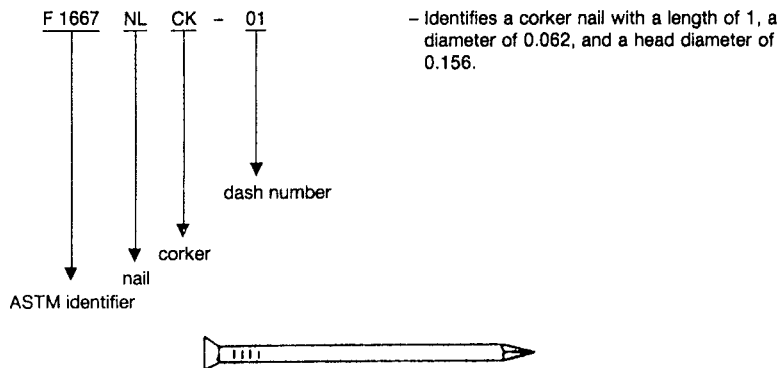 F 1667 NL CK – 01
– Identifies a corker nail with a length of 1, a
diameter of 0.062, and a head diameter of
0.156.
dash number
corker
nail
ASTM identifier